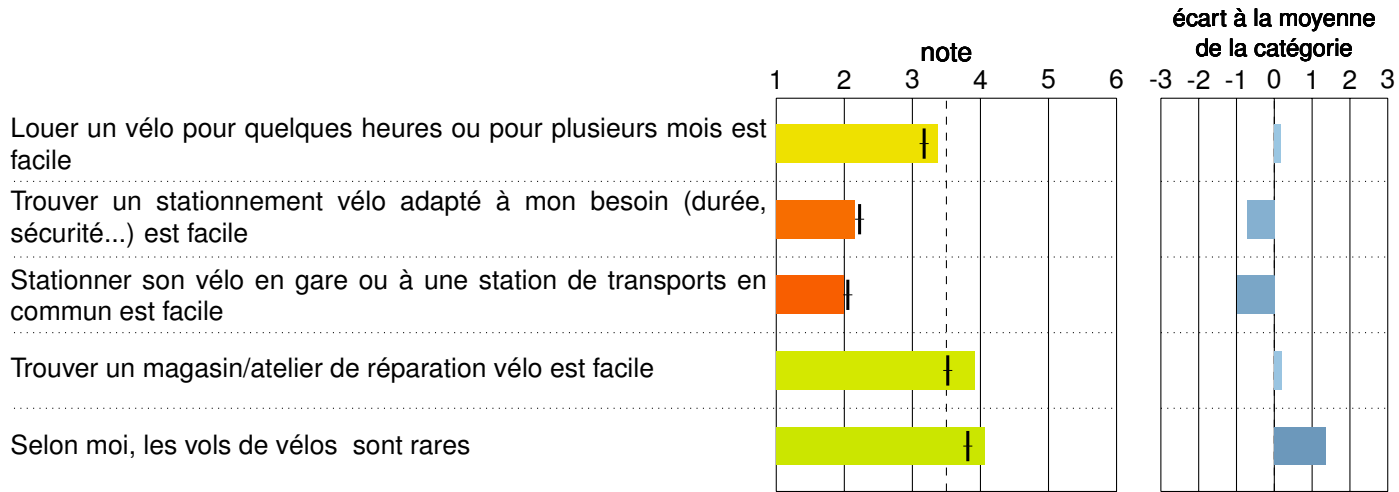 écart à la moyenne
note de la catégorie
1 2 3 4 5 6 -3 -2 -1 0 1 2 3
Louer un vélo pour quelques heures ou pour plusieurs mois est
facile
Trouver un stationnement vélo adapté à mon besoin (durée,
sécurité...) est facile
Stationner son vélo en gare ou à une station de transports en
commun est facile
Trouver un magasin/atelier de réparation vélo est facile
Selon moi, les vols de vélos sont rares